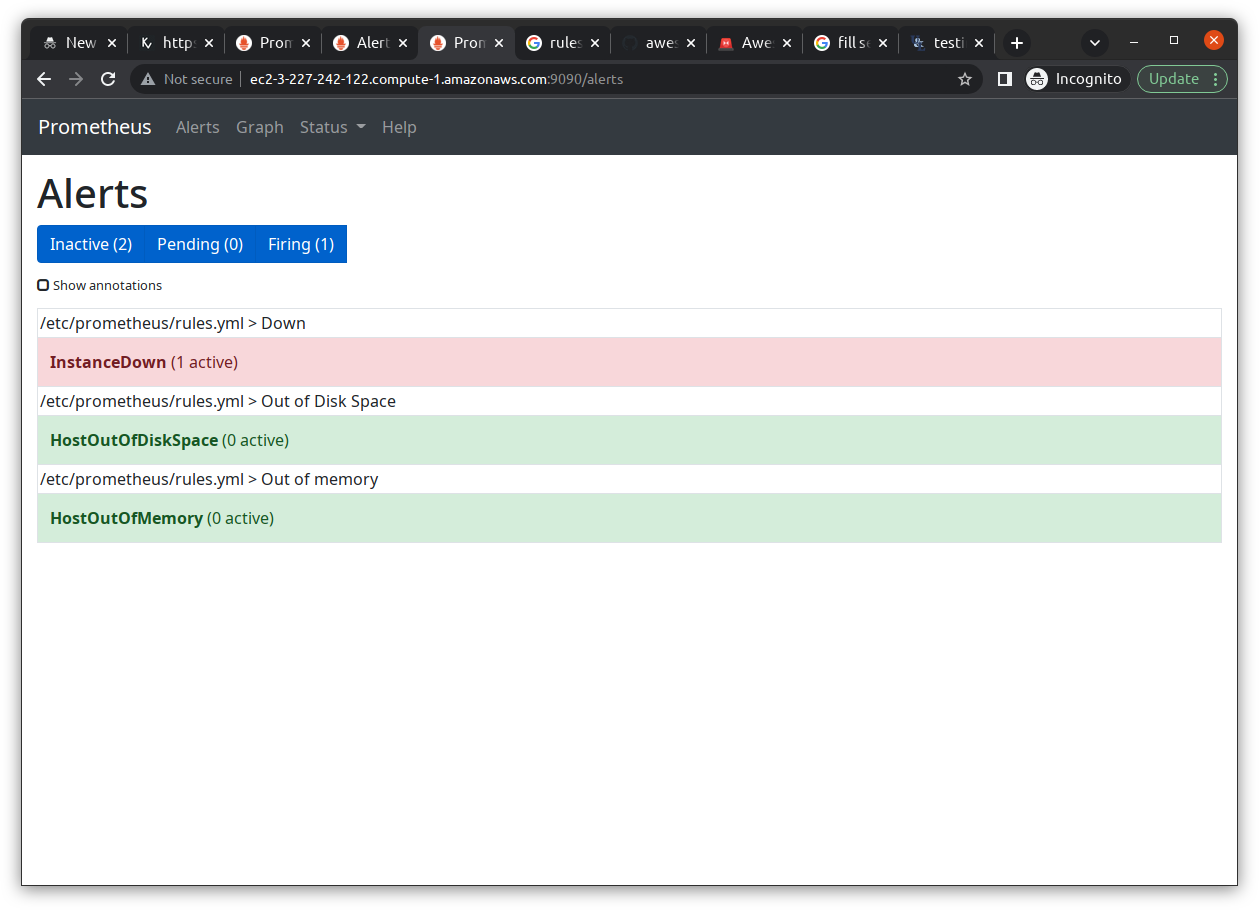 New https Prom Alert Prom rules awes Awes fill se testi
Not secure ec2-3-227-242-122.compute-1.amazonaws.com:9090/alerts Incognito Update
Prometheus Alerts Graph Status Help
Alerts
Inactive (2) Pending (0) Firing (1)
Show annotations
/etc/prometheus/rules.yml > Down
InstanceDown (1 active)
/etc/prometheus/rules.yml > Out of Disk Space
HostOutOfDiskSpace (0 active)
/etc/prometheus/rules.yml > Out of memory
HostOutOfMemory (0 active)